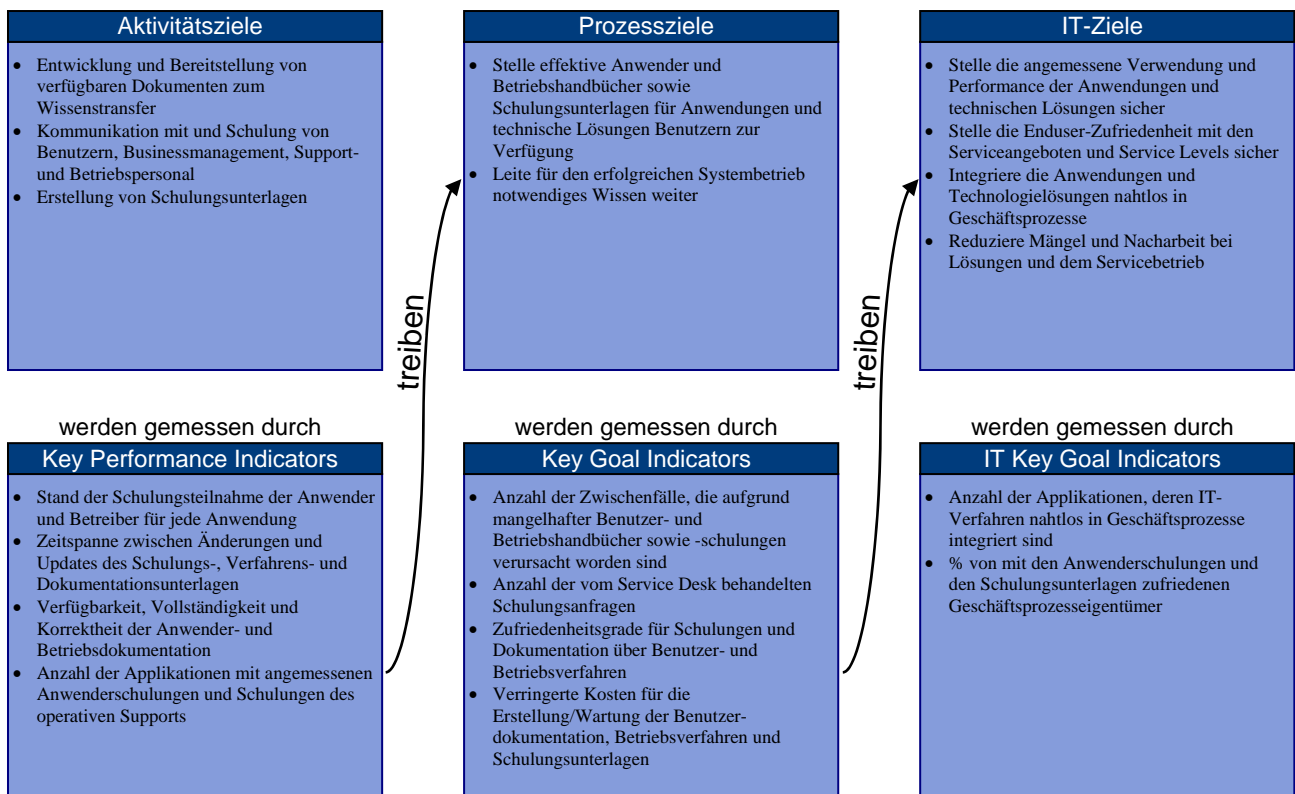 Aktivitätsziele
• Entwicklung und Bereitstellung von
verfügbaren Dokumenten zum
Wissenstransfer
• Kommunikation mit und Schulung von
Benutzern, Businessmanagement, Support-
und Betriebspersonal
• Erstellung von Schulungsunterlagen
Prozessziele
• Stelle effektive Anwender und
Betriebshandbücher sowie
Schulungsunterlagen für Anwendungen und
technische Lösungen Benutzern zur
Verfügung
• Leite für den erfolgreichen Systembetrieb
notwendiges Wissen weiter
IT-Ziele
• Stelle die angemessene Verwendung und
Performance der Anwendungen und
technischen Lösungen sicher
• Stelle die Enduser-Zufriedenheit mit den
Serviceangeboten und Service Levels sicher
• Integriere die Anwendungen und
Technologielösungen nahtlos in
Geschäftsprozesse
• Reduziere Mängel und Nacharbeit bei
Lösungen und dem Servicebetrieb
treiben
treiben
werden gemessen durch
Key Performance Indicators
• Stand der Schulungsteilnahme der Anwender
und Betreiber für jede Anwendung
• Zeitspanne zwischen Änderungen und
Updates des Schulungs-, Verfahrens- und
Dokumentationsunterlagen
• Verfügbarkeit, Vollständigkeit und
Korrektheit der Anwender- und
Betriebsdokumentation
• Anzahl der Applikationen mit angemessenen
Anwenderschulungen und Schulungen des
operativen Supports
werden gemessen durch
Key Goal Indicators
• Anzahl der Zwischenfälle, die aufgrund
mangelhafter Benutzer- und
Betriebshandbücher sowie -schulungen
verursacht worden sind
• Anzahl der vom Service Desk behandelten
Schulungsanfragen
• Zufriedenheitsgrade für Schulungen und
Dokumentation über Benutzer- und
Betriebsverfahren
• Verringerte Kosten für die
Erstellung/Wartung der Benutzer-
dokumentation, Betriebsverfahren und
Schulungsunterlagen
werden gemessen durch
IT Key Goal Indicators
• Anzahl der Applikationen, deren IT-
Verfahren nahtlos in Geschäftsprozesse
integriert sind
• % von mit den Anwenderschulungen und
den Schulungsunterlagen zufriedenen
Geschäftsprozesseigentümer